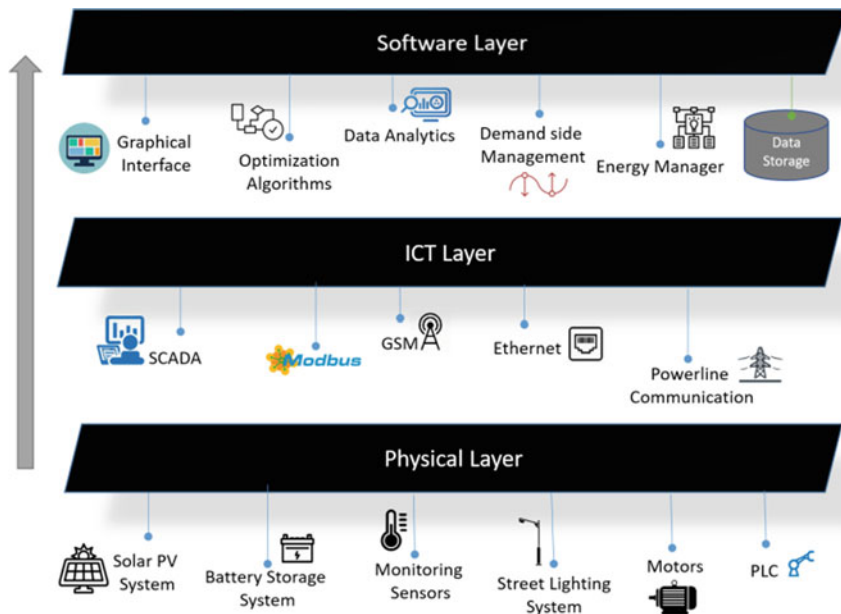 Software Layer
Graphical
Interface
Optimization
Algorithms
Data Analytics
Demand side
Management
Energy Manager
Data
Storage
ICT Layer
SCADA
Modbus
GSM
Ethernet
Powerline
Communication
Physical Layer
Solar PV
System
Battery Storage
System
Monitoring
Sensors
Street Lighting
System
Motors
PLC